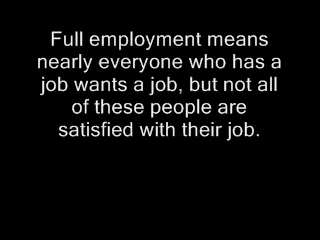 Full employment means
nearly everyone who has a
job wants a job, but not all
of these people are
satisfied with their job.